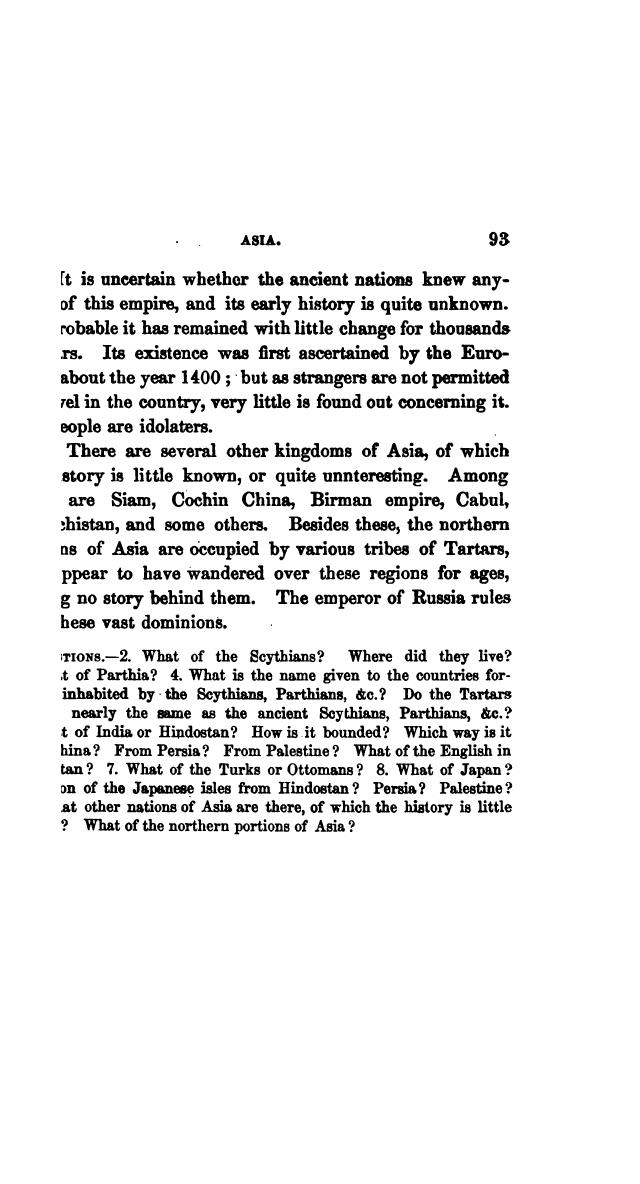 ASIA. 93
t is uncertain whether the ancient nations knew any-
of this empire, and its early history is quite unknown.
robable it has remained with little change for thousands
rs. Its existence was first ascertained by the Euro-
about the year 1400; but as strangers are not permitted
el in the country, very little is found out concerning it.
eople are idolaters.
There are several other kingdoms of Asia, of which
story is little known, or quite unnteresting. Among
are Siam, Cochin China, Birman empire, Cabul,
chistan, and some others. Besides these, the northern
ns of Asia are occupied by various tribes of Tartars,
ppear to have wandered over these regions for ages,
g no story behind them. The emperor of Russia rules
hese vast dominions.
TIONS.—2. What of the Scythians? Where did they live?
t of Parthia? 4. What is the name given to the countries for-
inhabited by the Scythians, Parthians, &c.? Do the Tartars
nearly the same as the ancient Scythians, Parthians, &c.?
t of India or Hindostan? How is it bounded? Which way is it
hina? From Persia? From Palestine? What of the English in
tan? 7. What of the Turks or Ottomans? 8. What of Japan?
on of the Japanese isles from Hindostan? Persia? Palestine?
at other nations of Asia are there, of which the history is little
? What of the northern portions of Asia?